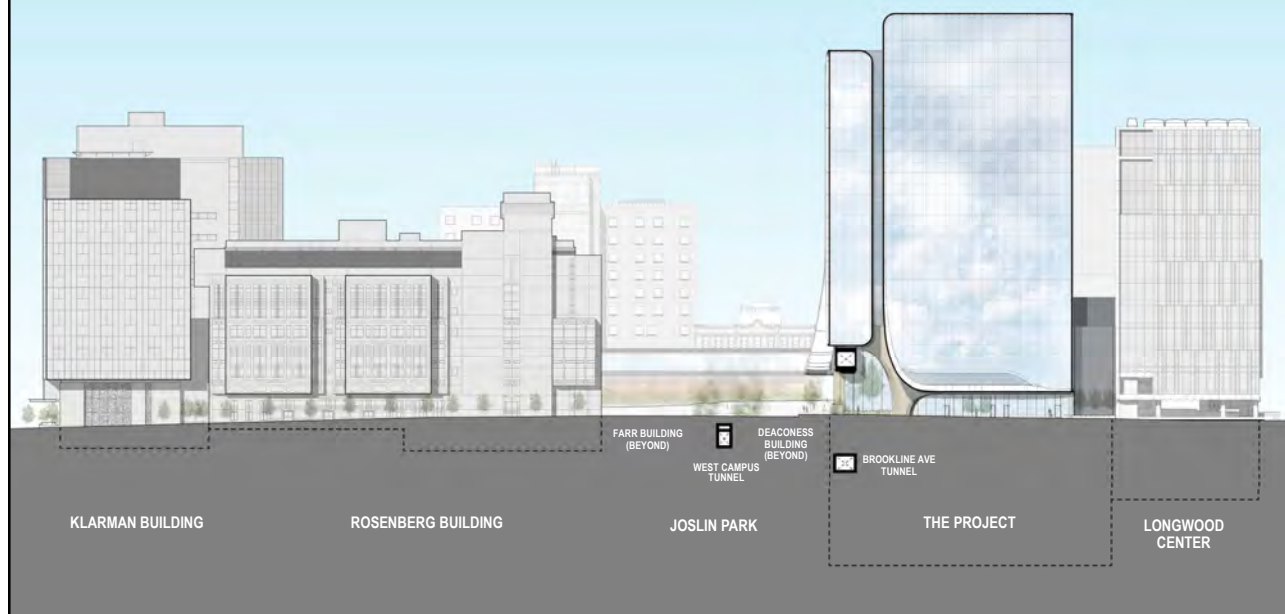 FARR BUILDING
(BEYOND)
WEST CAMPUS
TUNNEL
DEACONESS
BUILDING
(BEYOND)
BROOKLINE AVE
TUNNEL
KLARMAN BUILDING
ROSENBERG BUILDING
JOSLIN PARK
THE PROJECT
LONGWOOD
CENTER